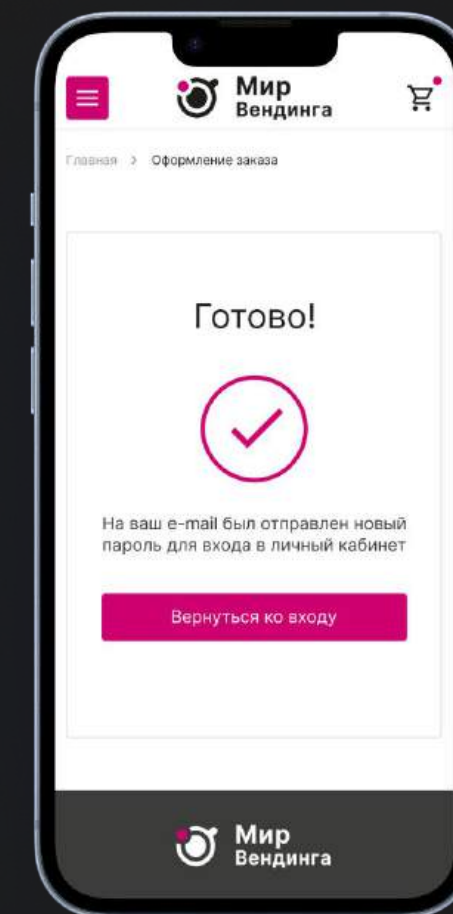 Мир
Вендинга
Главная > Оформление заказа
Готово!
На ваш e-mail был отправлен новый
пароль для входа в личный кабинет
Вернуться ко входу
Мир
Вендинга